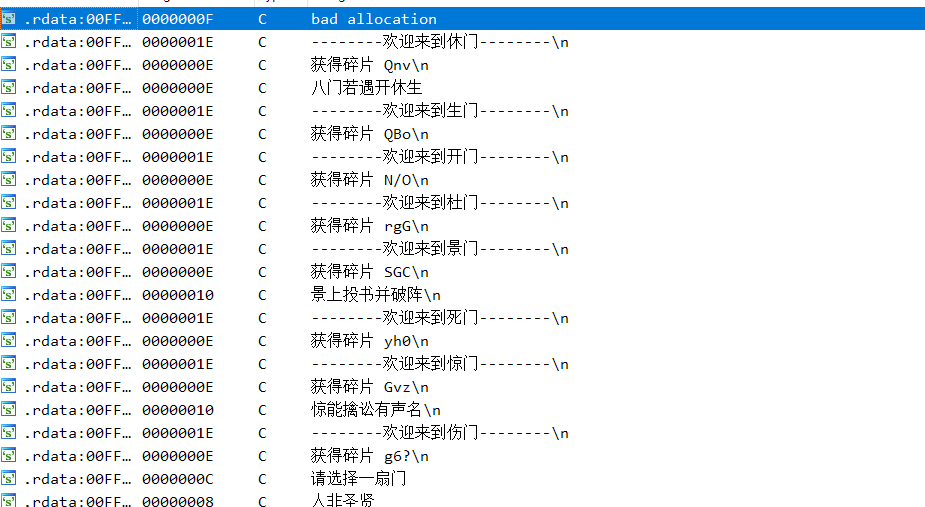 .rdata:00FF… 0000000F C bad allocation
.rdata:00FF… 0000001E C --------欢迎来到休门--------\n
.rdata:00FF… 0000000E C 获得碎片 Qnv\n
.rdata:00FF… 0000000E C 八门若遇开休生
.rdata:00FF… 0000001E C --------欢迎来到生门--------\n
.rdata:00FF… 0000000E C 获得碎片 QBo\n
.rdata:00FF… 0000001E C --------欢迎来到开门--------\n
.rdata:00FF… 0000000E C 获得碎片 N/O\n
.rdata:00FF… 0000001E C --------欢迎来到杜门--------\n
.rdata:00FF… 0000000E C 获得碎片 rgG\n
.rdata:00FF… 0000001E C --------欢迎来到景门--------\n
.rdata:00FF… 0000000E C 获得碎片 SGC\n
.rdata:00FF… 00000010 C 景上投书并破阵\n
.rdata:00FF… 0000001E C --------欢迎来到死门--------\n
.rdata:00FF… 0000000E C 获得碎片 yh0\n
.rdata:00FF… 0000001E C --------欢迎来到惊门--------\n
.rdata:00FF… 0000000E C 获得碎片 Gvz\n
.rdata:00FF… 00000010 C 惊能擒讼有声名\n
.rdata:00FF… 0000001E C --------欢迎来到伤门--------\n
.rdata:00FF… 0000000E C 获得碎片 g6?\n
.rdata:00FF… 0000000C C 请选择一扇门
.rdata:00FF… 00000008 C 人非圣贤